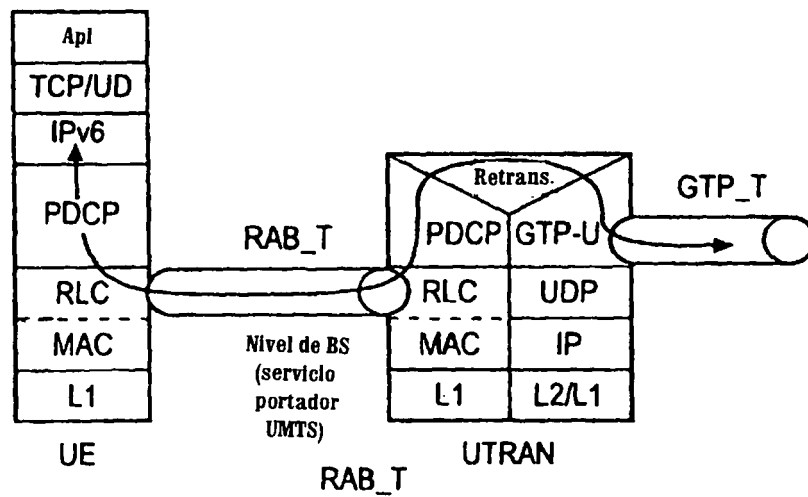 Apl
TCP/UD
IPv6
PDCP
RLC
MAC
L1
UE
RAB_T
Nivel de BS
(servicio
portador
UMTS)
RAB_T
Retrans.
PDCP GTP-U
RLC UDP
MAC IP
L1 L2/L1
UTRAN
GTP_T